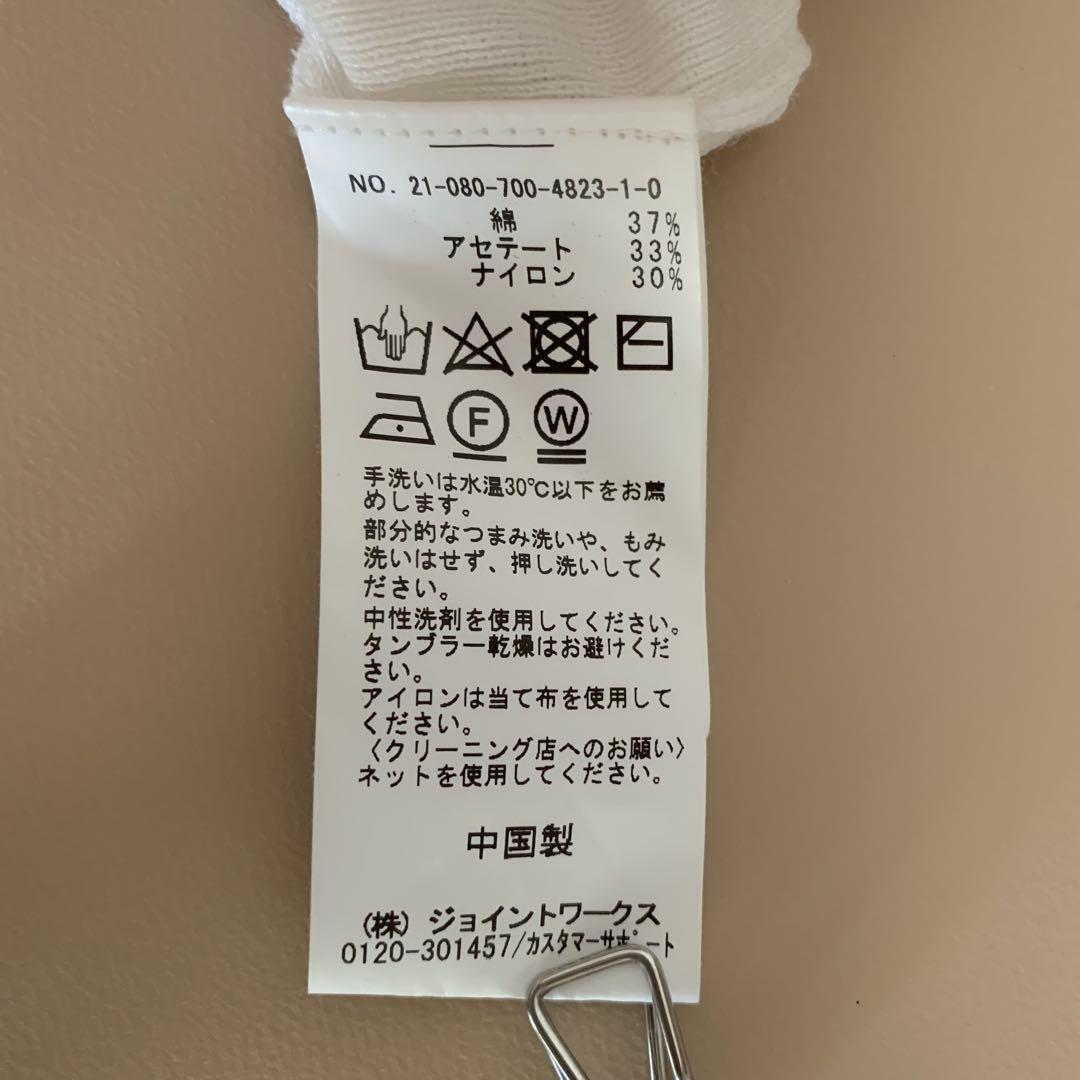 NO. 21-080-700-4823-1-0
綿 37%
アセテート 33%
ナイロン 30%
F W
手洗いは水温30℃以下をお薦
めします。
部分的なつまみ洗いや、もみ
洗いはせず、押し洗いしてく
ださい。
中性洗剤を使用してください。
タンブラー乾燥はお避けくだ
さい。
アイロンは当て布を使用して
ください。
〈クリーニング店へのお願い〉
ネットを使用してください。
中国製
(株) ジョイントワークス
0120-301457/カスタマーサポート